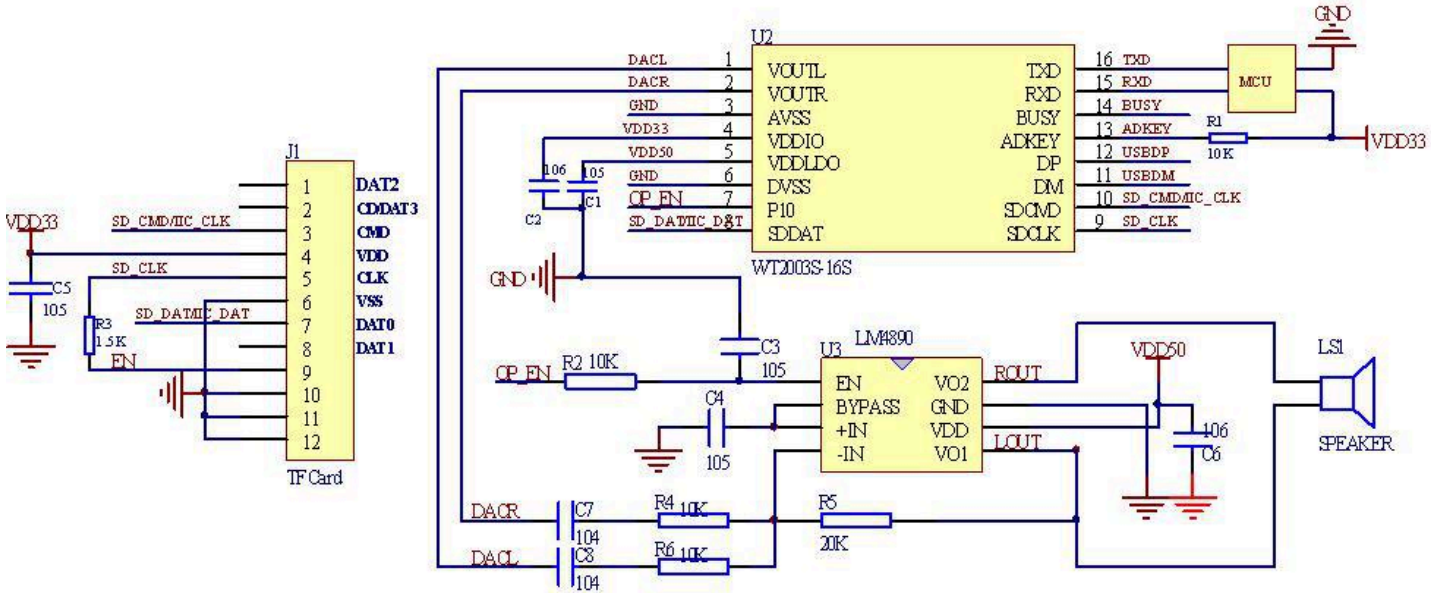 GND
U2
DACL 1 VOUTL TXD 16 TXD
DACR 2 VOUTR RXD 15 RXD
MCU
GND 3 AVSS BUSY 14 BUSY
VDD33 4 VDDIO ADKEY 13 ADKEY
R1
10K
VDD33
VDD50 5 VDDLDO DP 12 USBDP
GND 6 DVSS DM 11 USBDM
OP_EN 7 P10 SDCMD 10 SD_CMD/IIC_CLK
SD_DAT/IIC_DAT 8 SDDAT SDCLK 9 SD_CLK
WT2003S-16S
106
105
C2
C1
GND
J1
1 DAT2
2 CD/DAT3
SD_CMD/IIC_CLK 3 CMD
4 VDD
SD_CLK 5 CLK
6 VSS
SD_DAT/IIC_DAT 7 DAT0
8 DAT1
EN 9
10
11
12
TF Card
VDD33
C5
105
R3
1.5K
LM4890
U3
C3
105
OP_EN R2 10K
EN VO2 ROUT
BYPASS GND
+IN VDD
-IN VO1 LOUT
C4
105
VDD50
106
C6
LS1
SPEAKER
DACR C7
104
R4 10K
R5
20K
DACL C8
104
R6 10K